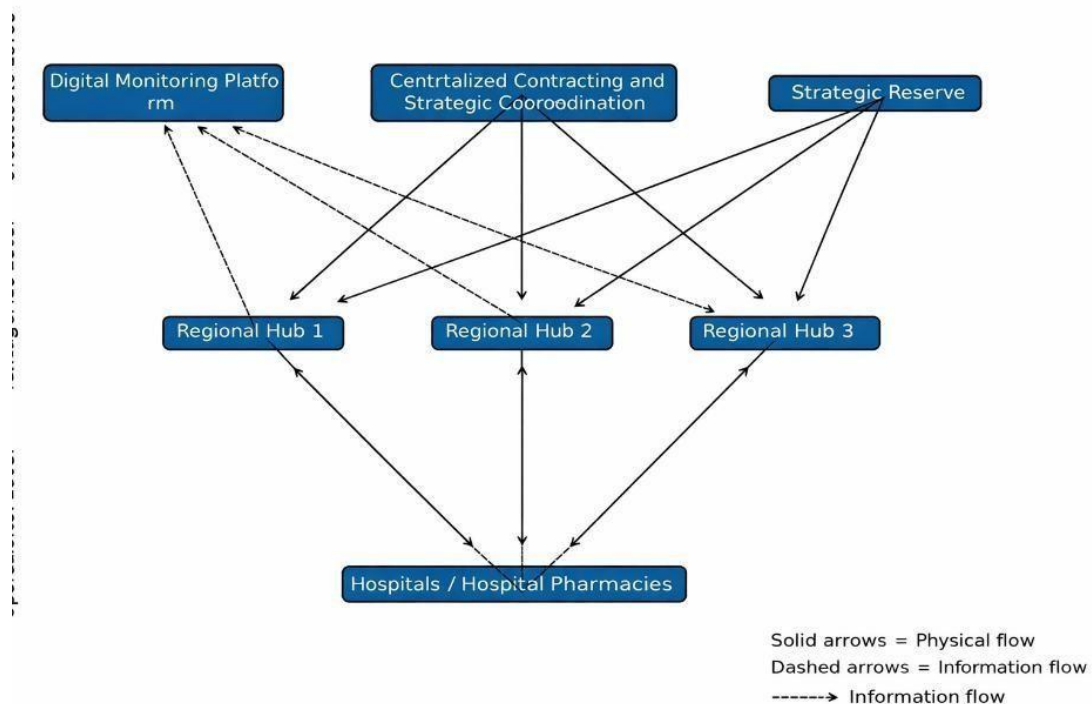 Digital Monitoring Platfo
rm
Centrtalized Contracting and
Strategic Cooroodination
Strategic Reserve
Regional Hub 1
Regional Hub 2
Regional Hub 3
Hospitals / Hospital Pharmacies
Solid arrows = Physical flow
Dashed arrows = Information flow
Information flow